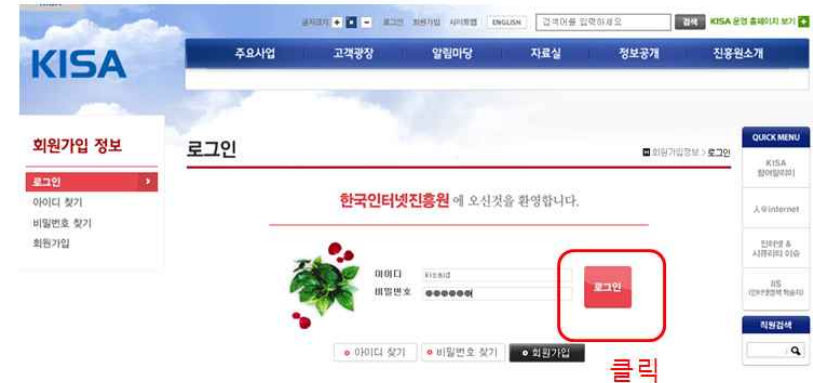 글자크기 로그인 회원가입 사이트맵 ENGLISH 검색어를 입력하세요 검색 KISA 운영 홈페이지 보기
KISA
주요사업 고객광장 알림마당 자료실 정보공개 진흥원소개
회원가입 정보
로그인
아이디 찾기
비밀번호 찾기
회원가입
로그인
회원가입정보 > 로그인
한국인터넷진흥원 에 오신것을 환영합니다.
아이디 kisaid
비밀번호
로그인
아이디 찾기 비밀번호 찾기 회원가입
클릭
QUICK MENU
KISA
인터넷 &
시큐리티 이슈
IIS
직원검색